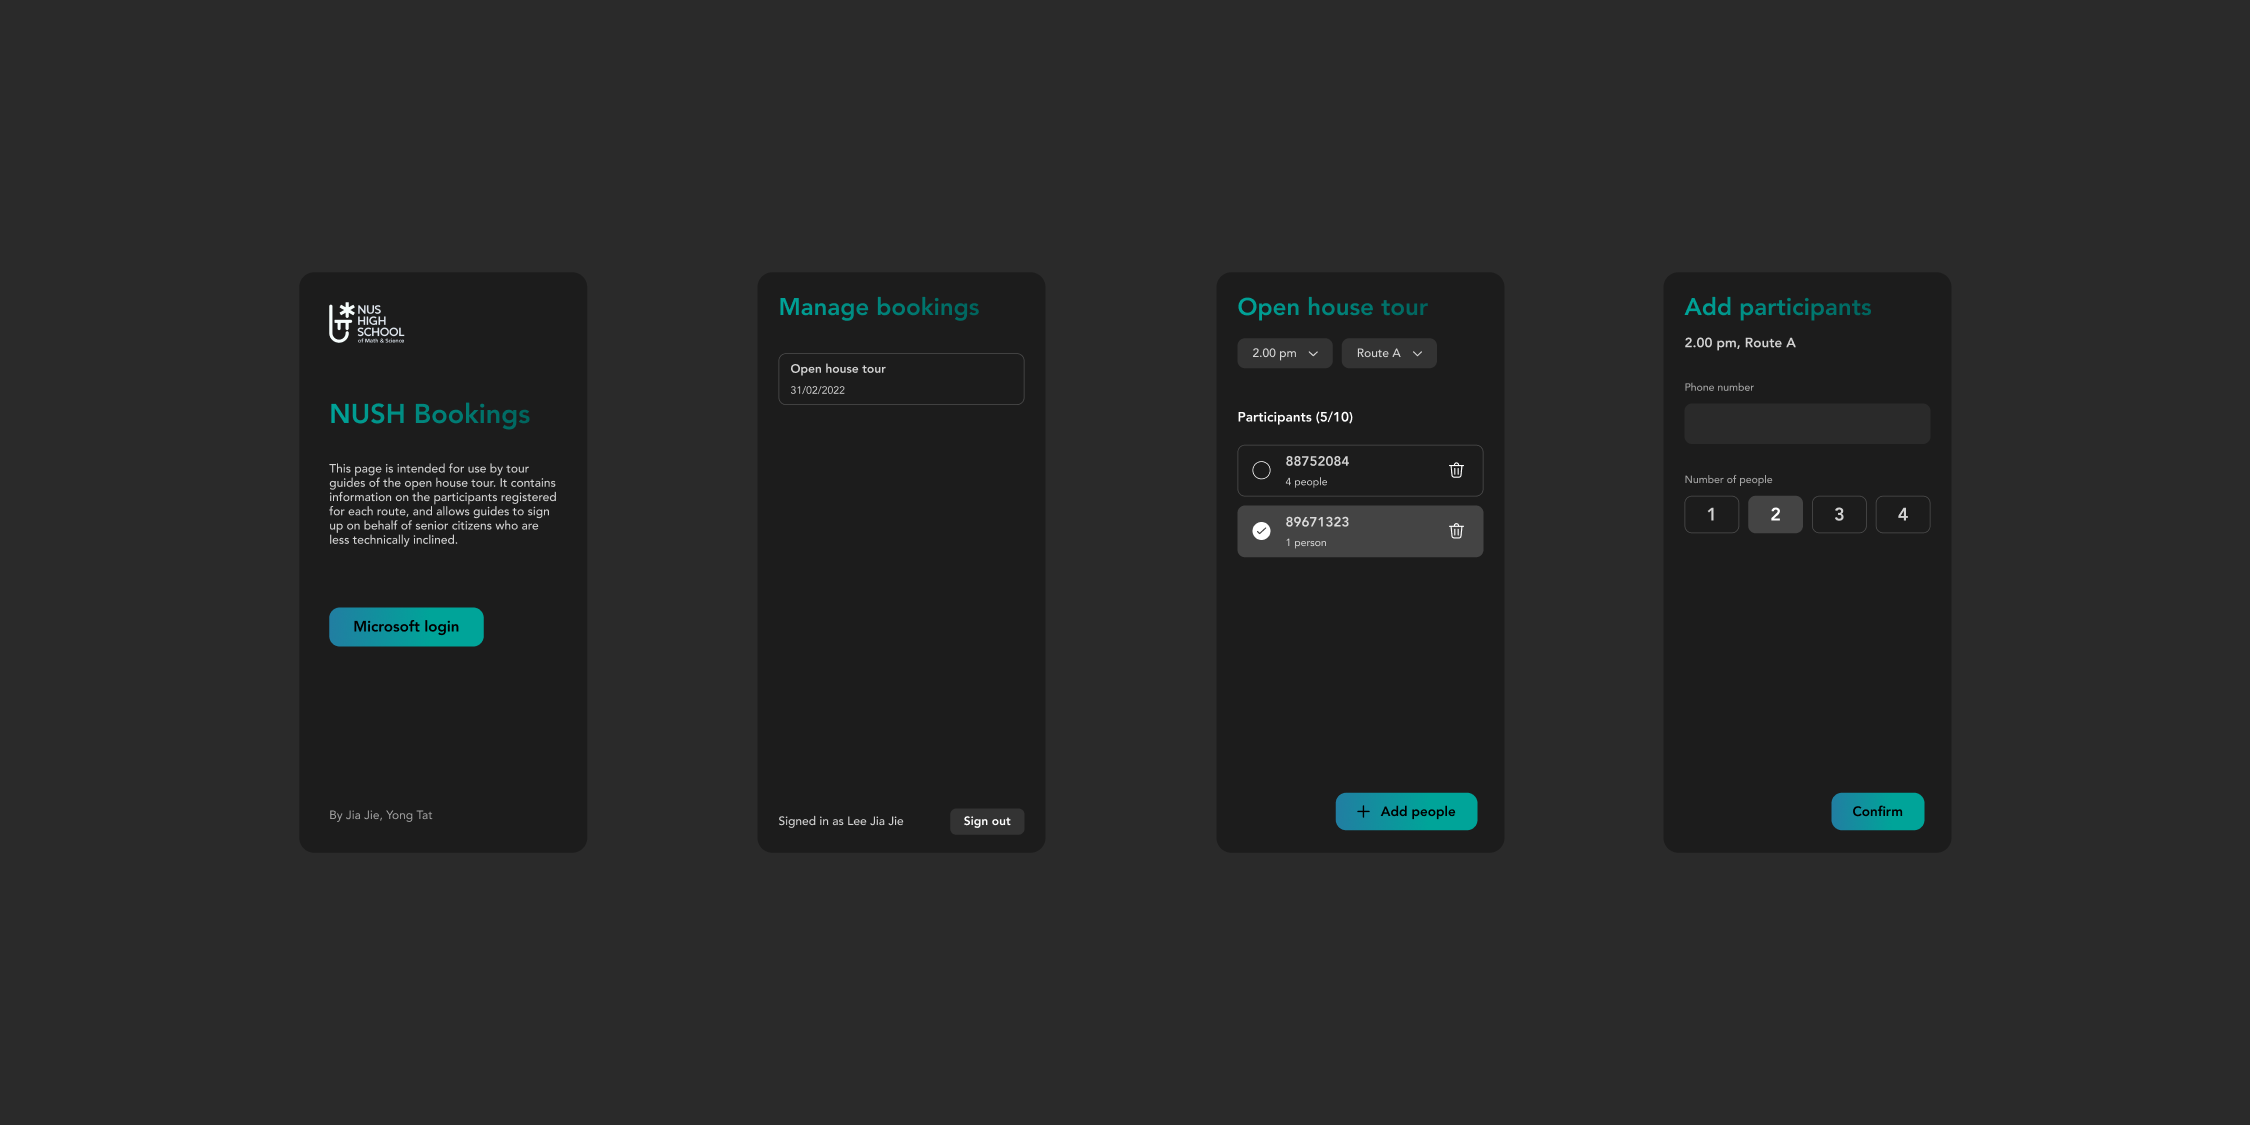 NUS
HIGH
SCHOOL
of Math & Science
NUSH Bookings
This page is intended for use by tour
guides of the open house tour. It contains
information on the participants registered
for each route, and allows guides to sign
up on behalf of senior citizens who are
less technically inclined.
Microsoft login
By Jia Jie, Yong Tat
Manage bookings
Open house tour
31/02/2022
Signed in as Lee Jia Jie
Sign out
Open house tour
2.00 pm
Route A
Participants (5/10)
88752084
4 people
89671323
1 person
Add people
Add participants
2.00 pm, Route A
Phone number
Number of people
1 2 3 4
Confirm